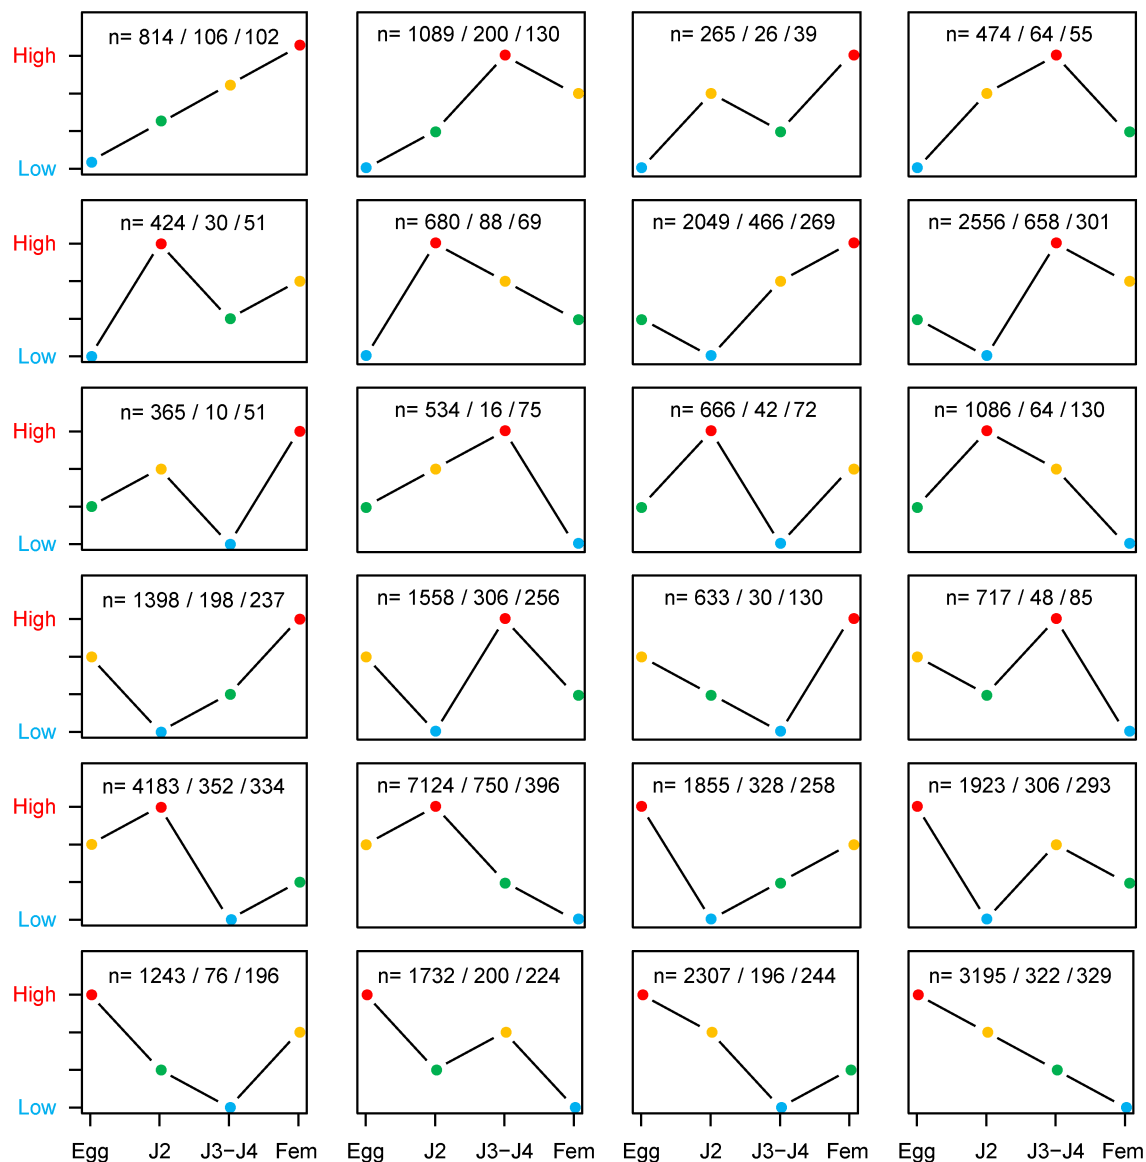 n= 814 / 106 / 102
n= 1089 / 200 / 130
n= 265 / 26 / 39
n= 474 / 64 / 55
High
Low
n= 424 / 30 / 51
n= 680 / 88 / 69
n= 2049 / 466 / 269
n= 2556 / 658 / 301
High
Low
n= 365 / 10 / 51
n= 534 / 16 / 75
n= 666 / 42 / 72
n= 1086 / 64 / 130
High
Low
n= 1398 / 198 / 237
n= 1558 / 306 / 256
n= 633 / 30 / 130
n= 717 / 48 / 85
High
Low
n= 4183 / 352 / 334
n= 7124 / 750 / 396
n= 1855 / 328 / 258
n= 1923 / 306 / 293
High
Low
n= 1243 / 76 / 196
n= 1732 / 200 / 224
n= 2307 / 196 / 244
n= 3195 / 322 / 329
High
Low
Egg J2 J3-J4 Fem
Egg J2 J3-J4 Fem
Egg J2 J3-J4 Fem
Egg J2 J3-J4 Fem